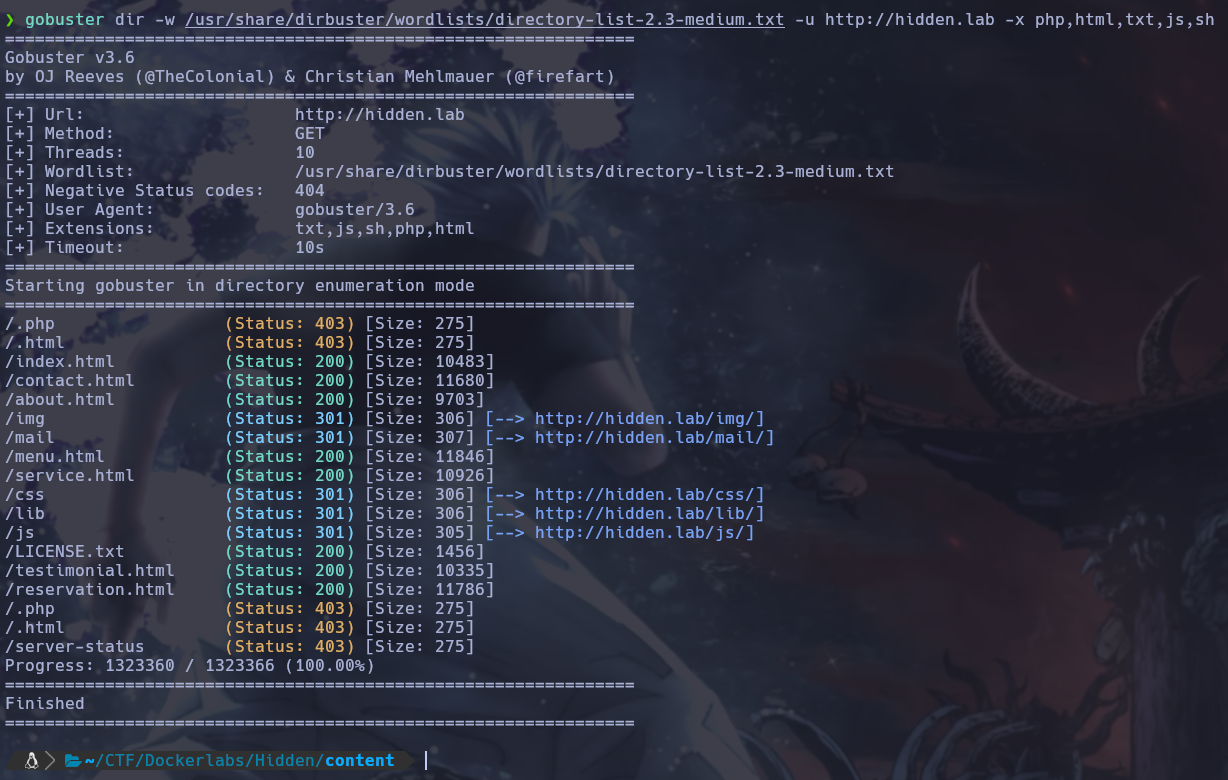 ❯ gobuster dir -w /usr/share/dirbuster/wordlists/directory-list-2.3-medium.txt -u http://hidden.lab -x php,html,txt,js,sh
===============================================================
Gobuster v3.6
by OJ Reeves (@TheColonial) & Christian Mehlmauer (@firefart)
===============================================================
[+] Url:                     http://hidden.lab
[+] Method:                  GET
[+] Threads:                 10
[+] Wordlist:                /usr/share/dirbuster/wordlists/directory-list-2.3-medium.txt
[+] Negative Status codes:   404
[+] User Agent:              gobuster/3.6
[+] Extensions:              txt,js,sh,php,html
[+] Timeout:                 10s
===============================================================
Starting gobuster in directory enumeration mode
===============================================================
/.php                 (Status: 403) [Size: 275]
/.html                (Status: 403) [Size: 275]
/index.html           (Status: 200) [Size: 10483]
/contact.html         (Status: 200) [Size: 11680]
/about.html           (Status: 200) [Size: 9703]
/img                  (Status: 301) [Size: 306] [--> http://hidden.lab/img/]
/mail                 (Status: 301) [Size: 307] [--> http://hidden.lab/mail/]
/menu.html            (Status: 200) [Size: 11846]
/service.html         (Status: 200) [Size: 10926]
/css                  (Status: 301) [Size: 306] [--> http://hidden.lab/css/]
/lib                  (Status: 301) [Size: 306] [--> http://hidden.lab/lib/]
/js                   (Status: 301) [Size: 305] [--> http://hidden.lab/js/]
/LICENSE.txt          (Status: 200) [Size: 1456]
/testimonial.html     (Status: 200) [Size: 10335]
/reservation.html     (Status: 200) [Size: 11786]
/.php                 (Status: 403) [Size: 275]
/.html                (Status: 403) [Size: 275]
/server-status        (Status: 403) [Size: 275]
Progress: 1323360 / 1323366 (100.00%)
===============================================================
Finished
===============================================================
~/CTF/Dockerlabs/Hidden/content